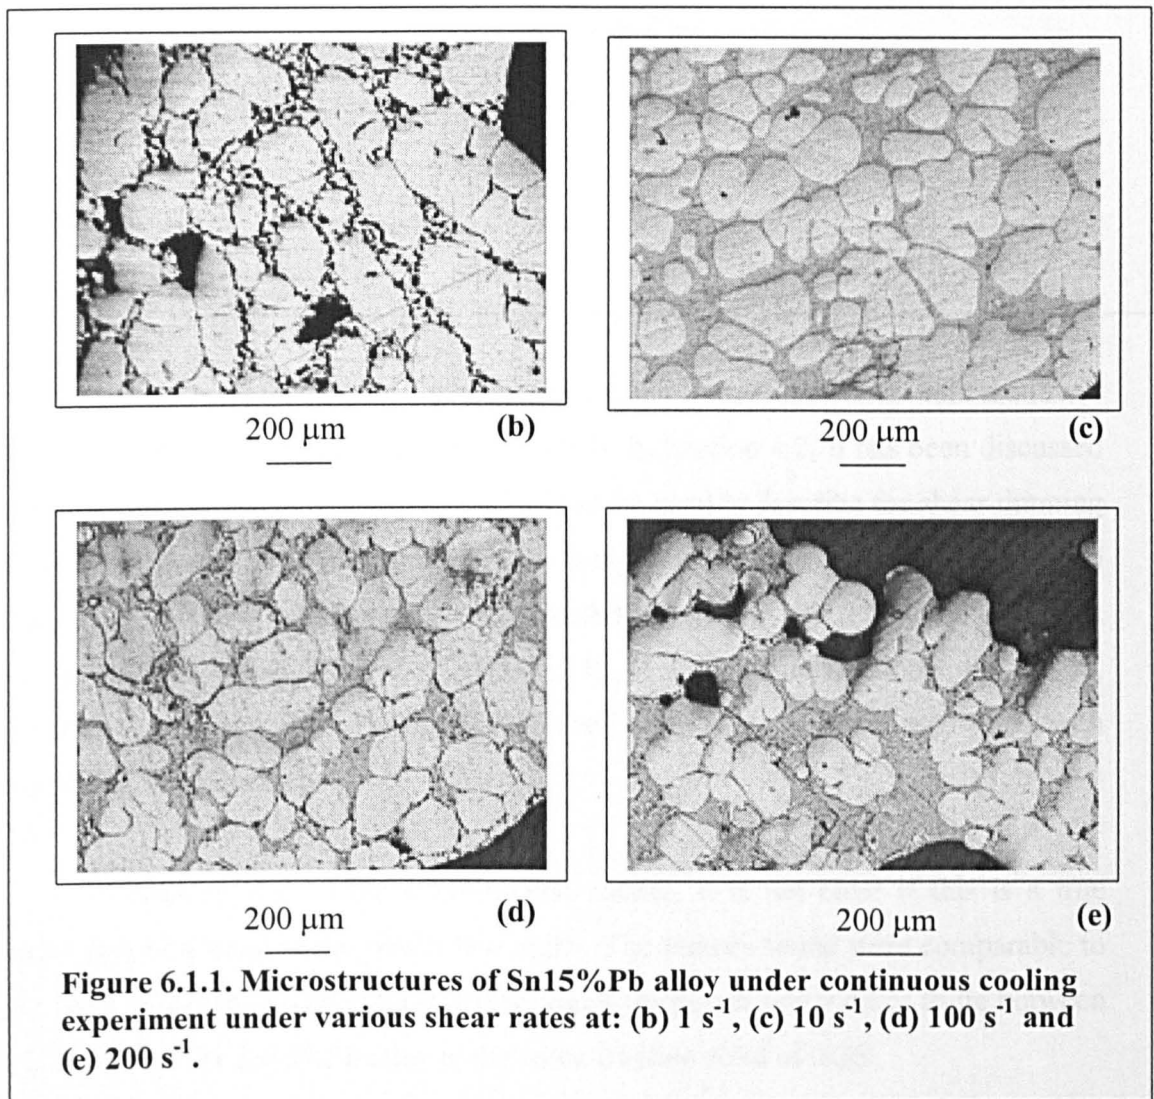 200 μm (b)
200 μm (c)
200 μm (d)
200 μm (e)
Figure 6.1.1. Microstructures of Sn15%Pb alloy under continuous cooling
experiment under various shear rates at: (b) 1 s⁻¹, (c) 10 s⁻¹, (d) 100 s⁻¹ and
(e) 200 s⁻¹.